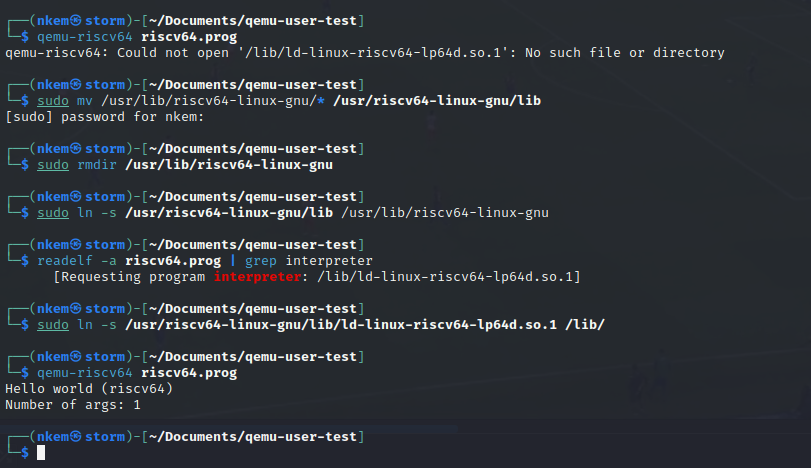 ┌──(nkem㉿storm)-[~/Documents/qemu-user-test]
└─$ qemu-riscv64 riscv64.prog
qemu-riscv64: Could not open '/lib/ld-linux-riscv64-lp64d.so.1': No such file or directory
┌──(nkem㉿storm)-[~/Documents/qemu-user-test]
└─$ sudo mv /usr/lib/riscv64-linux-gnu/* /usr/riscv64-linux-gnu/lib
[sudo] password for nkem:
┌──(nkem㉿storm)-[~/Documents/qemu-user-test]
└─$ sudo rmdir /usr/lib/riscv64-linux-gnu
┌──(nkem㉿storm)-[~/Documents/qemu-user-test]
└─$ sudo ln -s /usr/riscv64-linux-gnu/lib /usr/lib/riscv64-linux-gnu
┌──(nkem㉿storm)-[~/Documents/qemu-user-test]
└─$ readelf -a riscv64.prog | grep interpreter
      [Requesting program interpreter: /lib/ld-linux-riscv64-lp64d.so.1]
┌──(nkem㉿storm)-[~/Documents/qemu-user-test]
└─$ sudo ln -s /usr/riscv64-linux-gnu/lib/ld-linux-riscv64-lp64d.so.1 /lib/
┌──(nkem㉿storm)-[~/Documents/qemu-user-test]
└─$ qemu-riscv64 riscv64.prog
Hello world (riscv64)
Number of args: 1
┌──(nkem㉿storm)-[~/Documents/qemu-user-test]
└─$